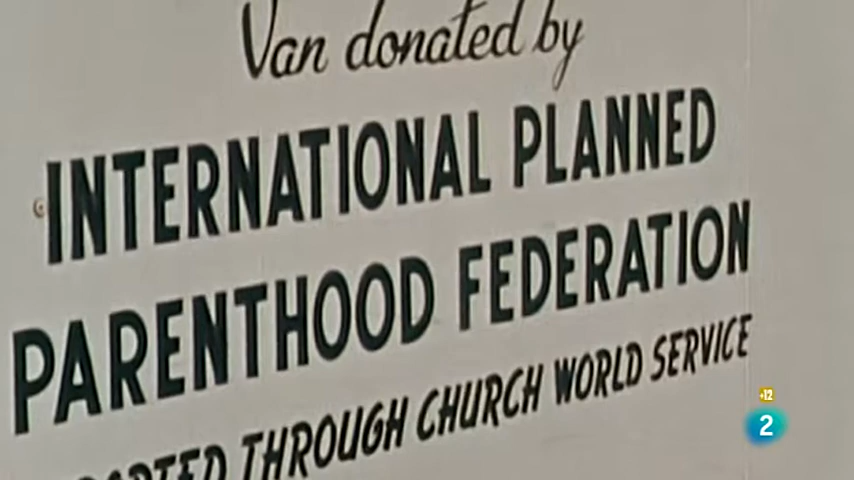 Van donated by
INTERNATIONAL PLANNED
PARENTHOOD FEDERATION
THROUGH CHURCH WORLD SERVICE
+12
2